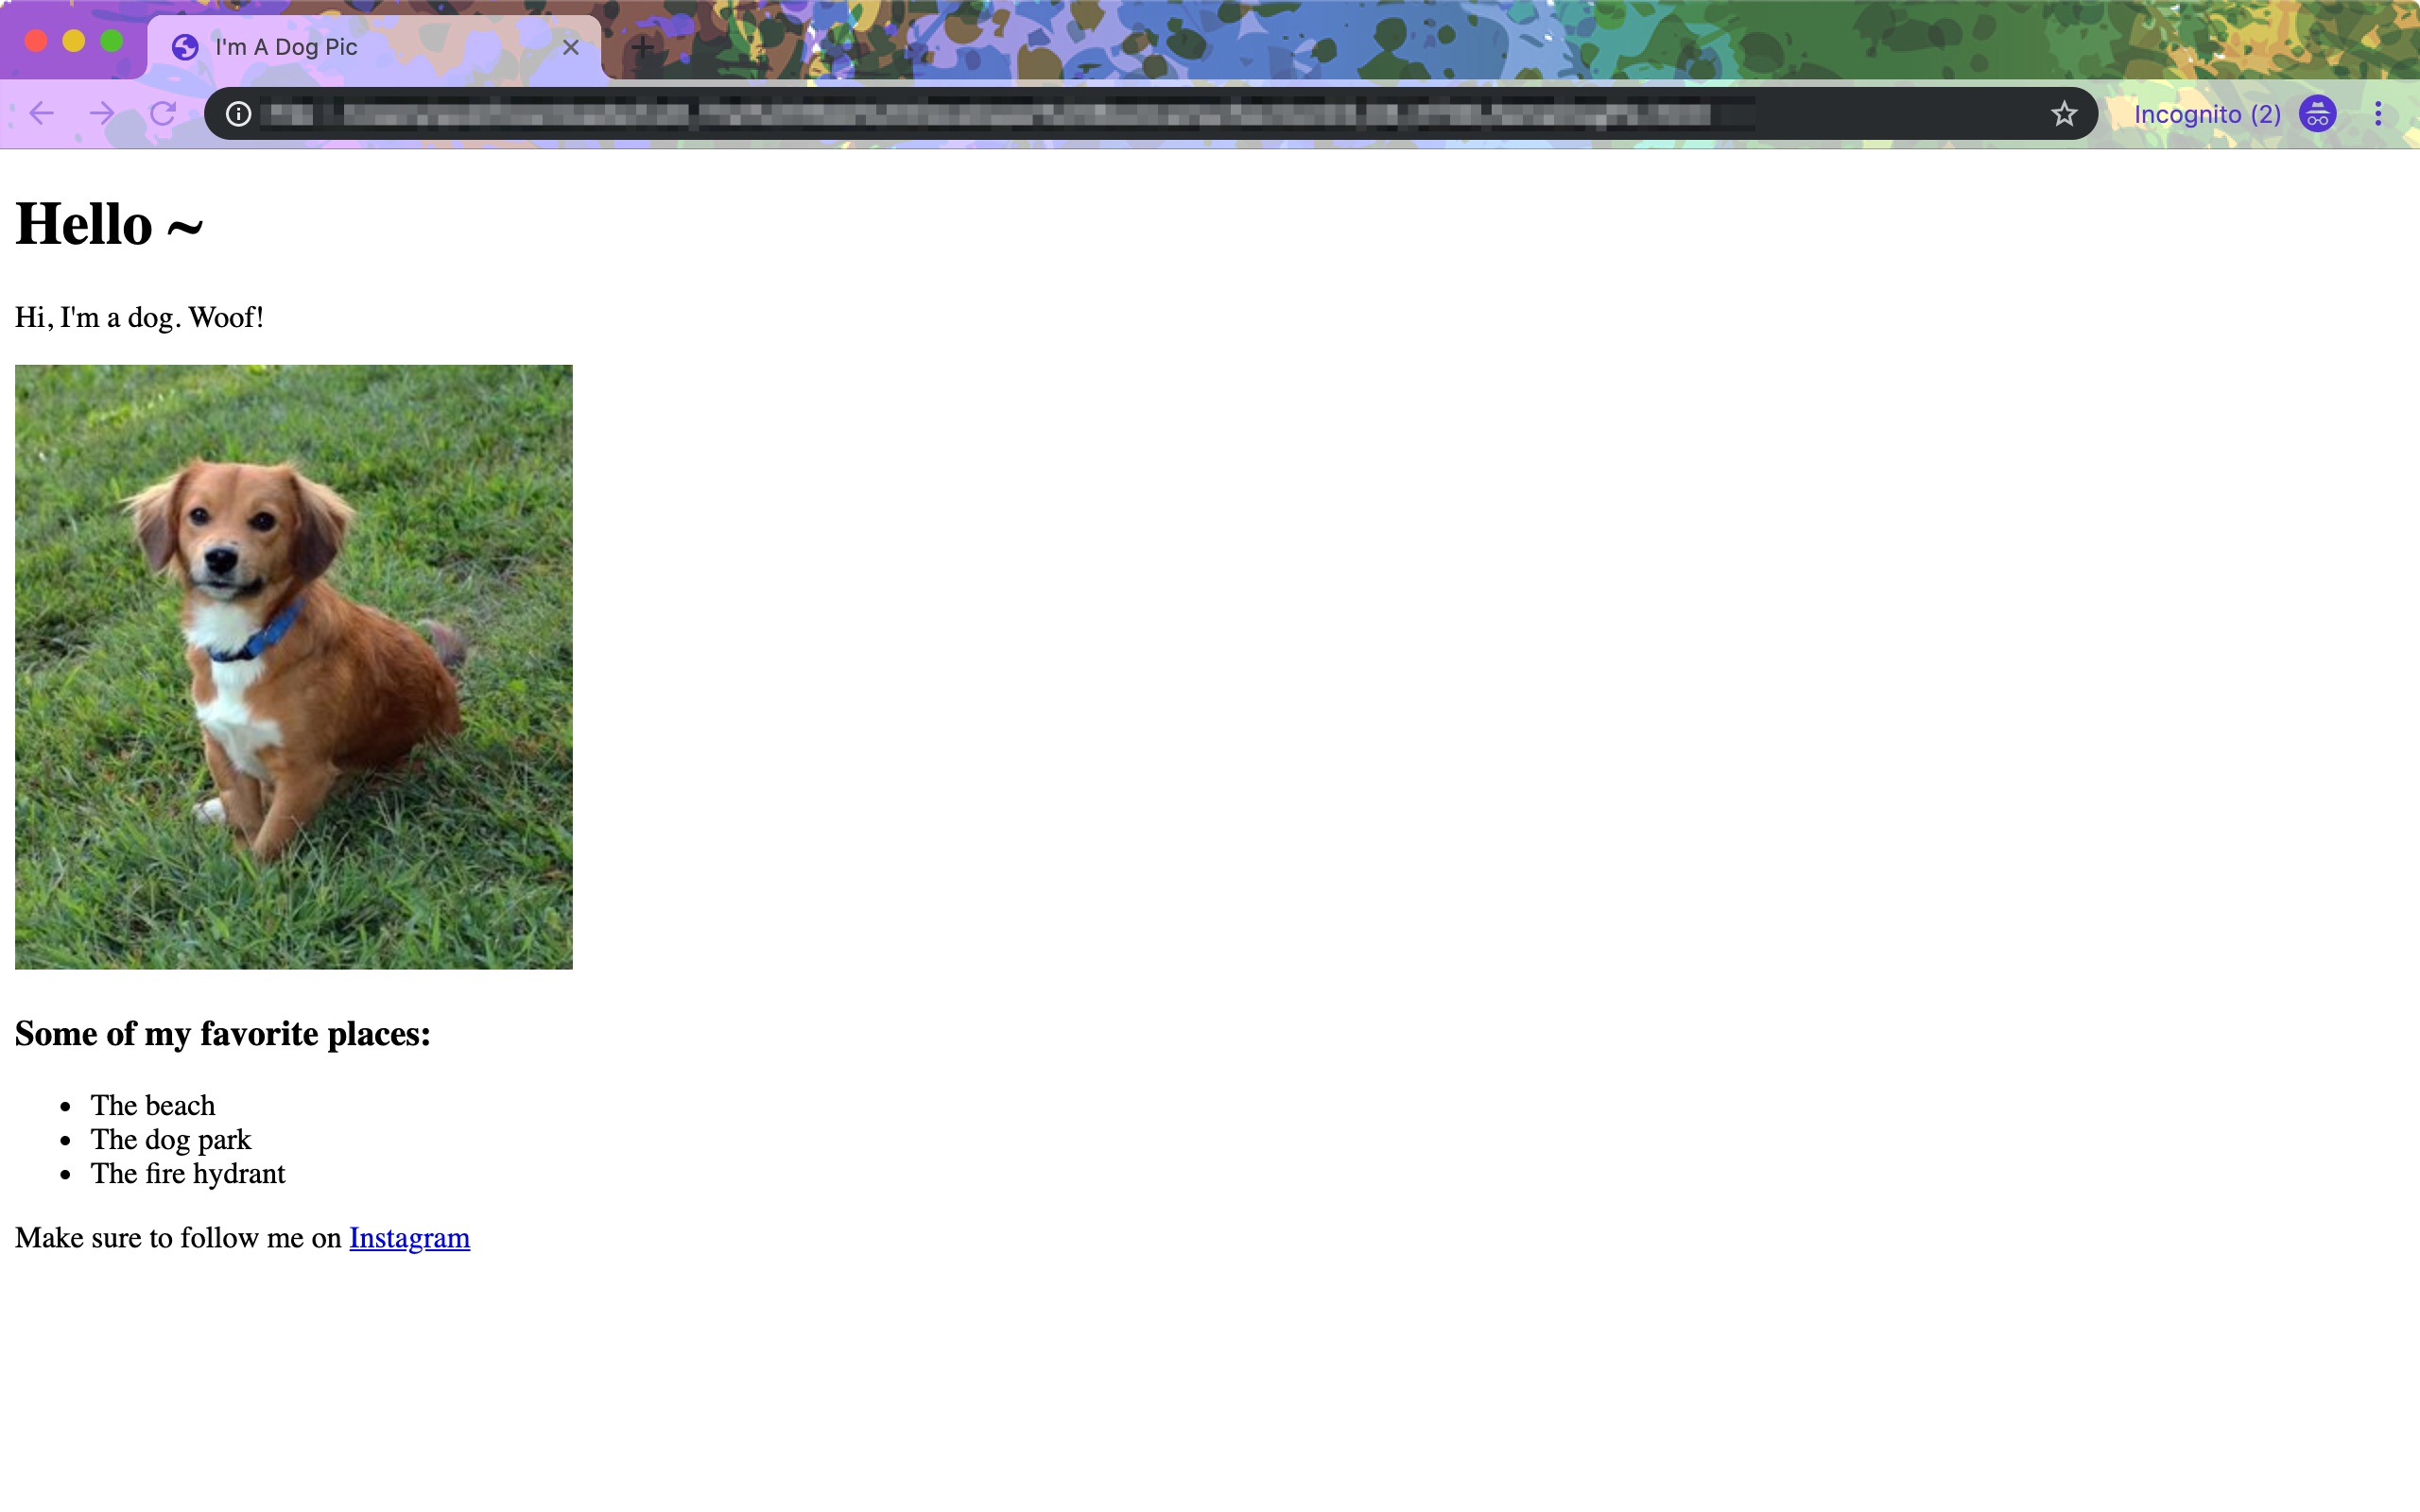 I'm A Dog Pic
Incognito (2)
Hello ~
Hi, I'm a dog. Woof!
Some of my favorite places:
• The beach
• The dog park
• The fire hydrant
Make sure to follow me on Instagram